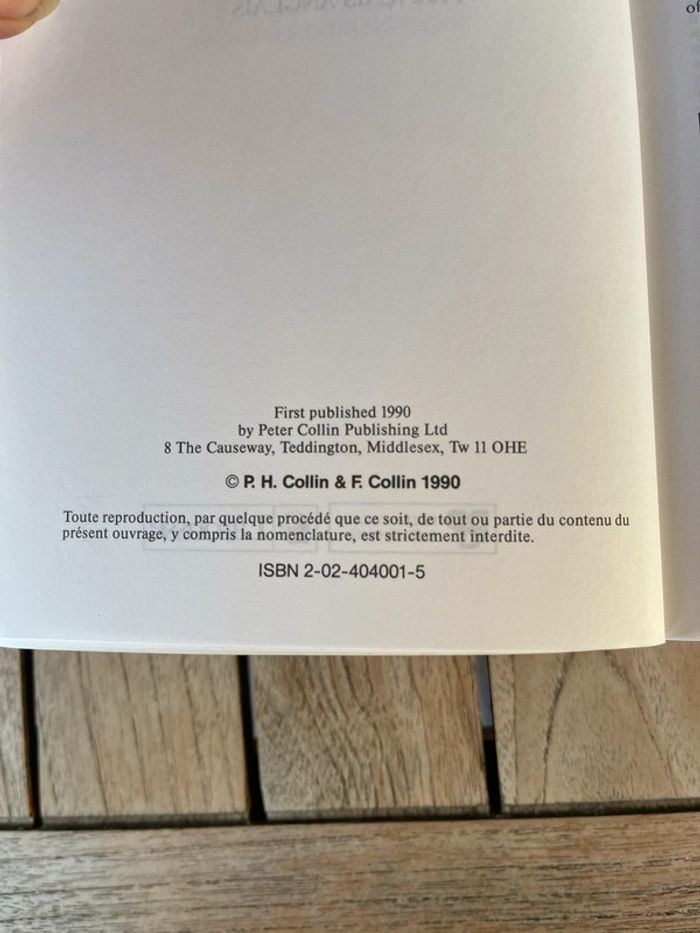 of
First published 1990
by Peter Collin Publishing Ltd
8 The Causeway, Teddington, Middlesex, Tw 11 OHE
© P. H. Collin & F. Collin 1990
Toute reproduction, par quelque procédé que ce soit, de tout ou partie du contenu du
présent ouvrage, y compris la nomenclature, est strictement interdite.
ISBN 2-02-404001-5